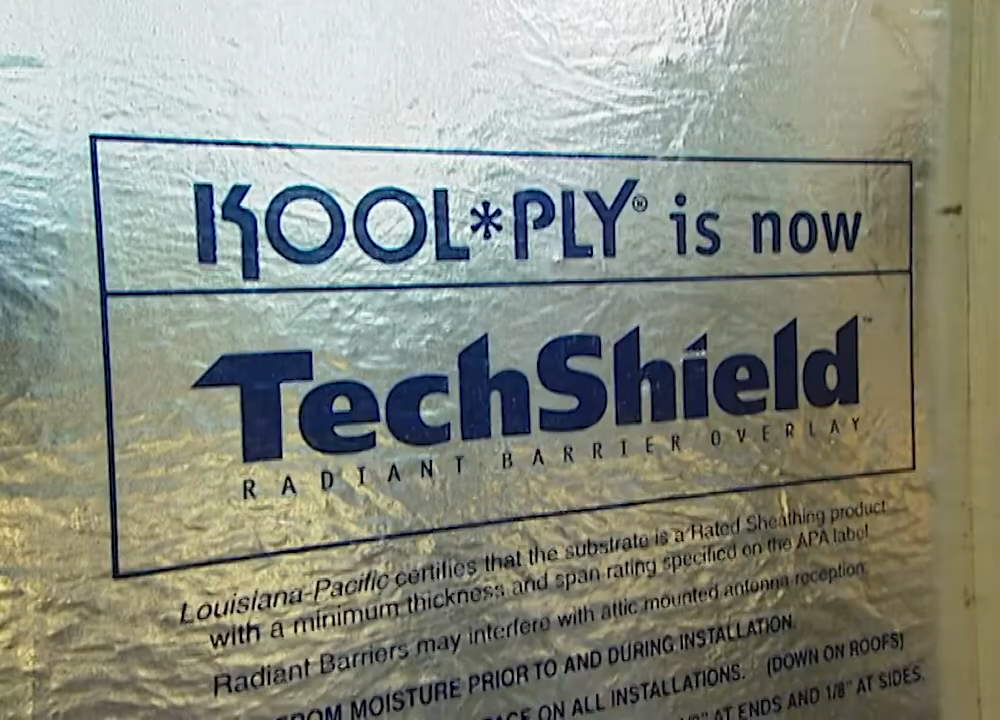 KOOL*PLY® is now
TechShield™
RADIANT BARRIER OVERLAY
Louisiana-Pacific certifies that the substrate is a Rated Sheathing product
with a minimum thickness and span rating specified on the APA label
Radiant Barriers may interfere with attic mounted antenna reception.
FROM MOISTURE PRIOR TO AND DURING INSTALLATION.
ON ALL INSTALLATIONS. (DOWN ON ROOFS)
AT ENDS AND 1/8" AT SIDES.